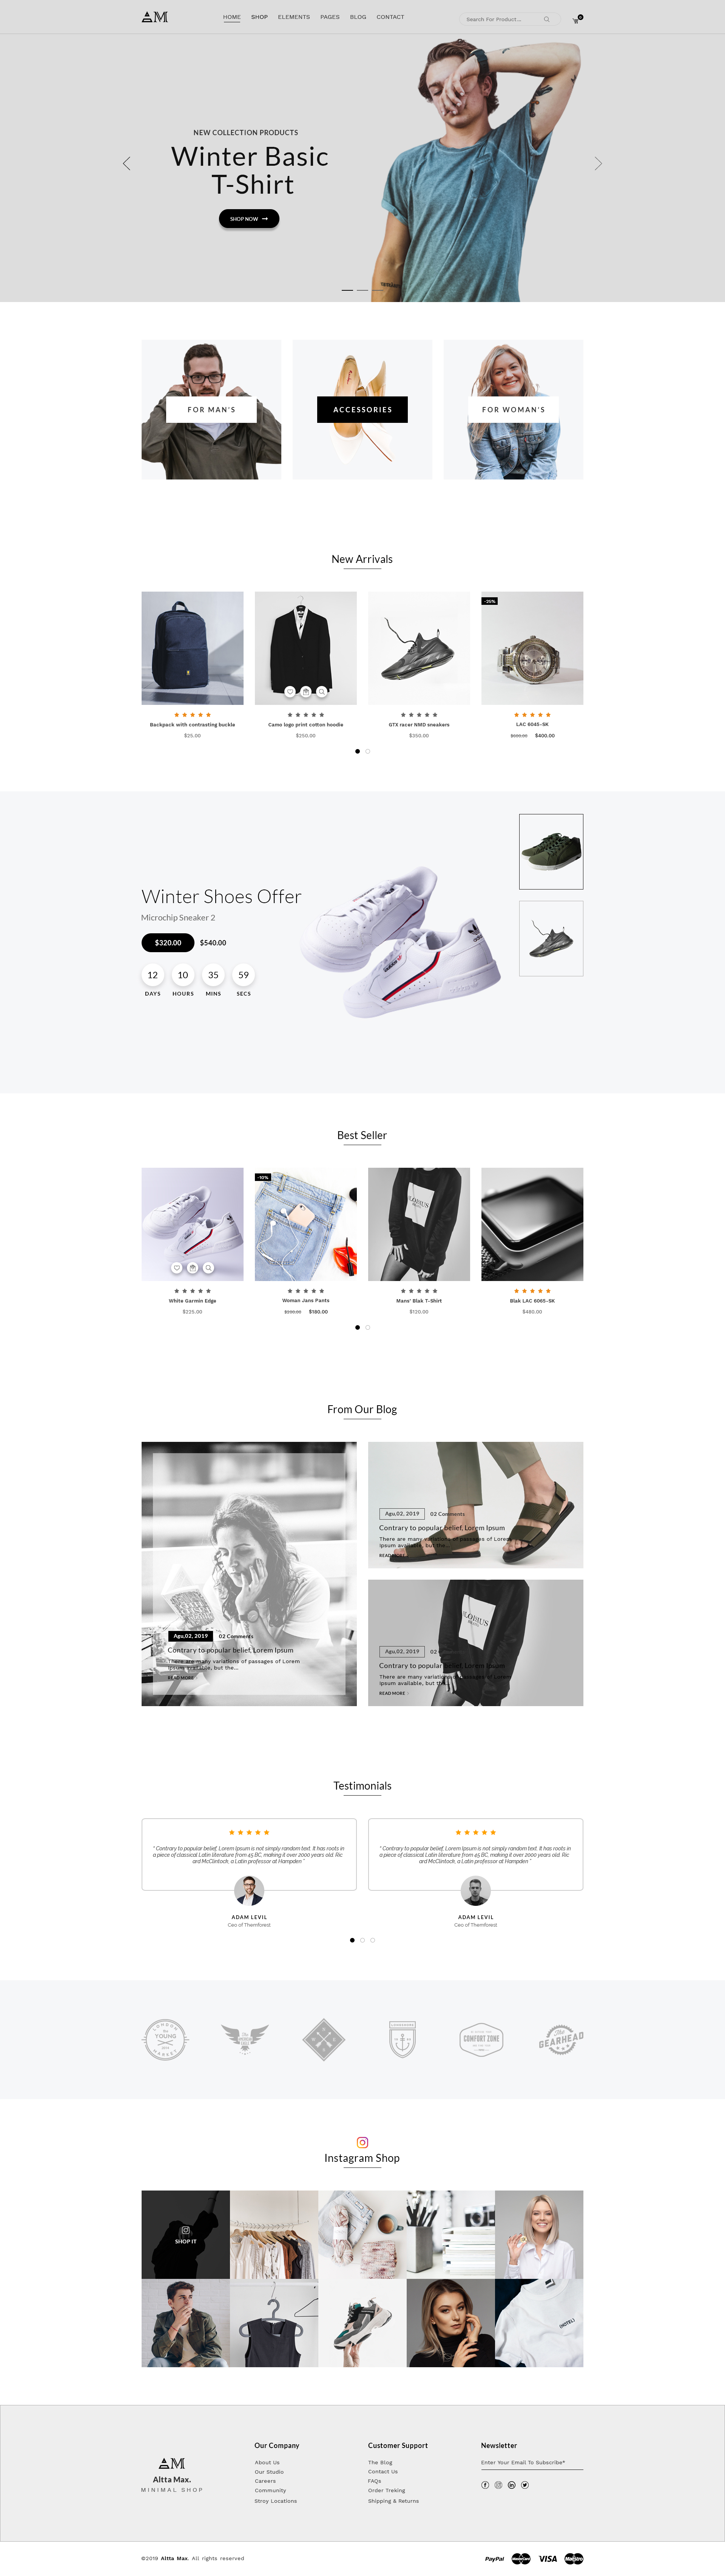 AM
HOME SHOP ELEMENTS PAGES BLOG CONTACT
Search For Product...
0
NEW COLLECTION PRODUCTS
Winter Basic
T-Shirt
SHOP NOW
FOR MAN'S
ACCESSORIES
FOR WOMAN'S
New Arrivals
-25%
Backpack with contrasting buckle
$25.00
Camo logo print cotton hoodie
$250.00
GTX racer NMD sneakers
$350.00
LAC 6045-SK
$400.00
Winter Shoes Offer
Microchip Sneaker 2
$320.00 $540.00
12 10 35 59
DAYS HOURS MINS SECS
Best Seller
-10%
White Garmin Edge
$225.00
Woman Jans Pants
$180.00
Mans' Blak T-Shirt
$120.00
Blak LAC 6065-SK
$480.00
From Our Blog
Agu,02, 2019 02 Comments
Contrary to popular belief, Lorem Ipsum
There are many variations of passages of Lorem
Ipsum available, but the...
READ MORE
Agu,02, 2019 02 Comments
Contrary to popular belief, Lorem Ipsum
There are many variations of passages of Lorem
Ipsum available, but the...
READ
Agu,02, 2019 02
Contrary to popular belief, Lorem Ipsum
There are many variations of passages of Lorem
Ipsum available, but the...
READ MORE
Testimonials
" Contrary to popular belief, Lorem Ipsum is not simply random text. It has roots in
a piece of classical Latin literature from 45 BC, making it over 2000 years old. Ric
ard McClintock, a Latin professor at Hampden "
ADAM LEVIL
Ceo of Themforest
" Contrary to popular belief, Lorem Ipsum is not simply random text. It has roots in
a piece of classical Latin literature from 45 BC, making it over 2000 years old. Ric
ard McClintock, a Latin professor at Hampden "
ADAM LEVIL
Ceo of Themforest
LONDON
The
YOUNG
MARKET
The
COMFORT ZONE
The
GEARHEAD
Instagram Shop
SHOP IT
AM
Altta Max.
MINIMAL SHOP
Our Company
About Us
Our Studio
Careers
Community
Stroy Locations
Customer Support
The Blog
Contact Us
FAQs
Order Treking
Shipping & Returns
Newsletter
Enter Your Email To Subscribe*
©2019 Altta Max. All rights reserved
PayPal MasterCard VISA Maestro